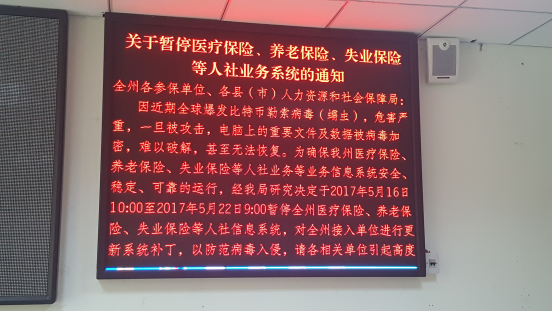 关于暂停医疗保险、养老保险、失业保险
等人社业务系统的通知
全州各参保单位、各县（市）人力资源和社会保障局：
因近期全球爆发比特币勒索病毒（蠕虫），危害严
重，一旦被攻击，电脑上的重要文件及数据被病毒加
密，难以破解，甚至无法恢复。为确保我州医疗保险、
养老保险、失业保险等人社业务等业务信息系统安全、
稳定、可靠的运行，经我局研究决定于2017年5月16日
10:00至2017年5月22日9:00暂停全州医疗保险、养老保
险、失业保险等人社信息系统，对全州接入单位进行更
新系统补丁，以防范病毒入侵，请各相关单位引起高度